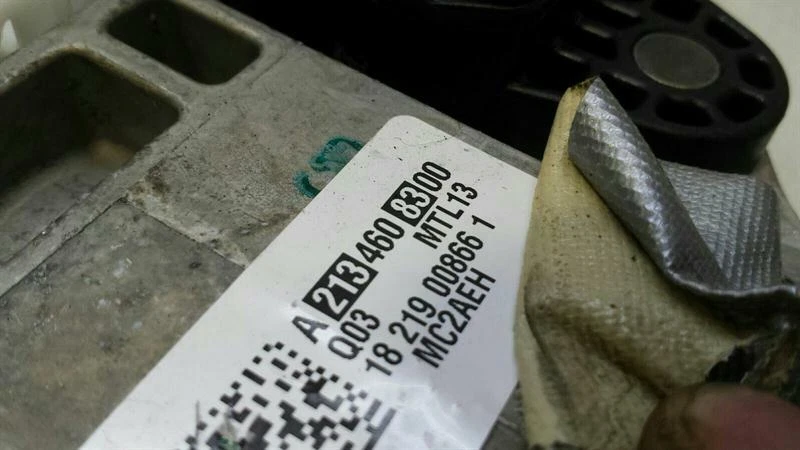 A 213 460 83 00
Q03 MTL13
18 219 00866 1
MC2AEH